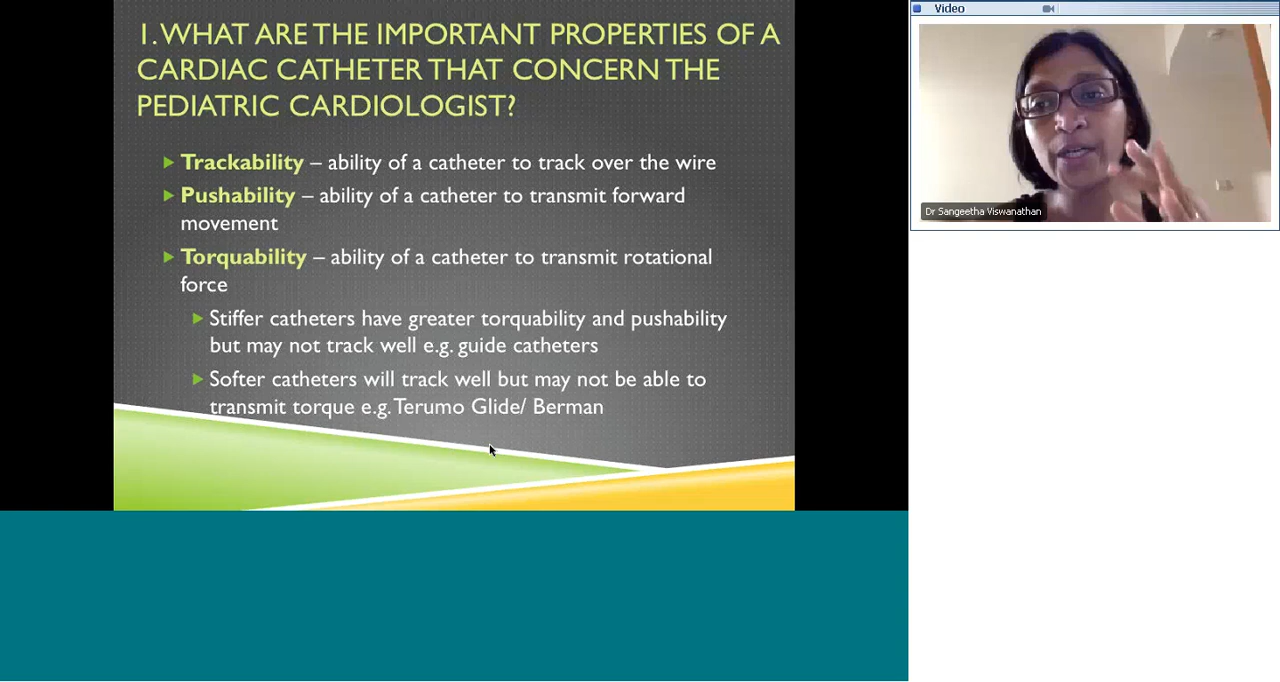 1. WHAT ARE THE IMPORTANT PROPERTIES OF A
CARDIAC CATHETER THAT CONCERN THE
PEDIATRIC CARDIOLOGIST?
Trackability – ability of a catheter to track over the wire
Pushability – ability of a catheter to transmit forward
movement
Torquability – ability of a catheter to transmit rotational
force
Stiffer catheters have greater torquability and pushability
but may not track well e.g. guide catheters
Softer catheters will track well but may not be able to
transmit torque e.g. Terumo Glide/ Berman
Video
Dr Sangeetha Viswanathan